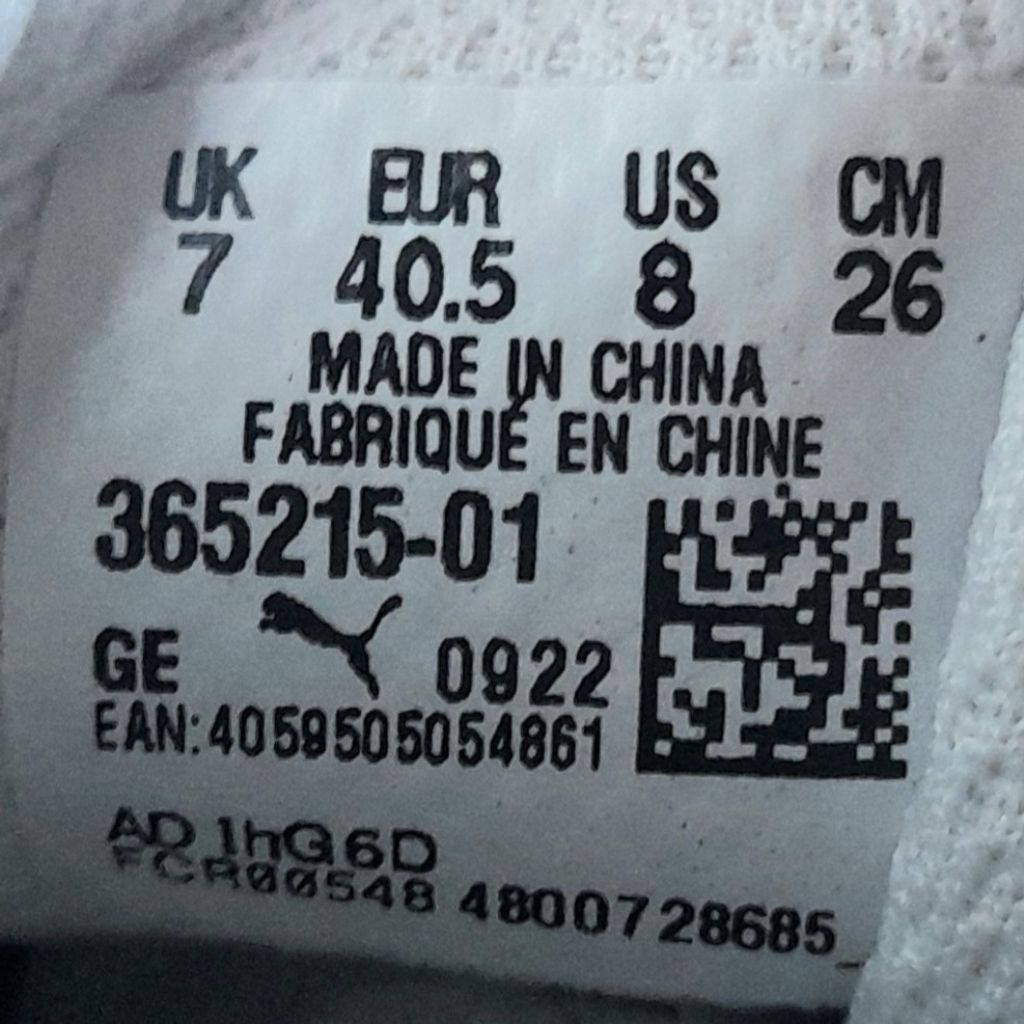 UK EUR US CM
7 40.5 8 26
MADE IN CHINA
FABRIQUÉ EN CHINE
365215-01
GE 0922
EAN:4059505054861
AD 1hG6D
FCR00548 4800728685_